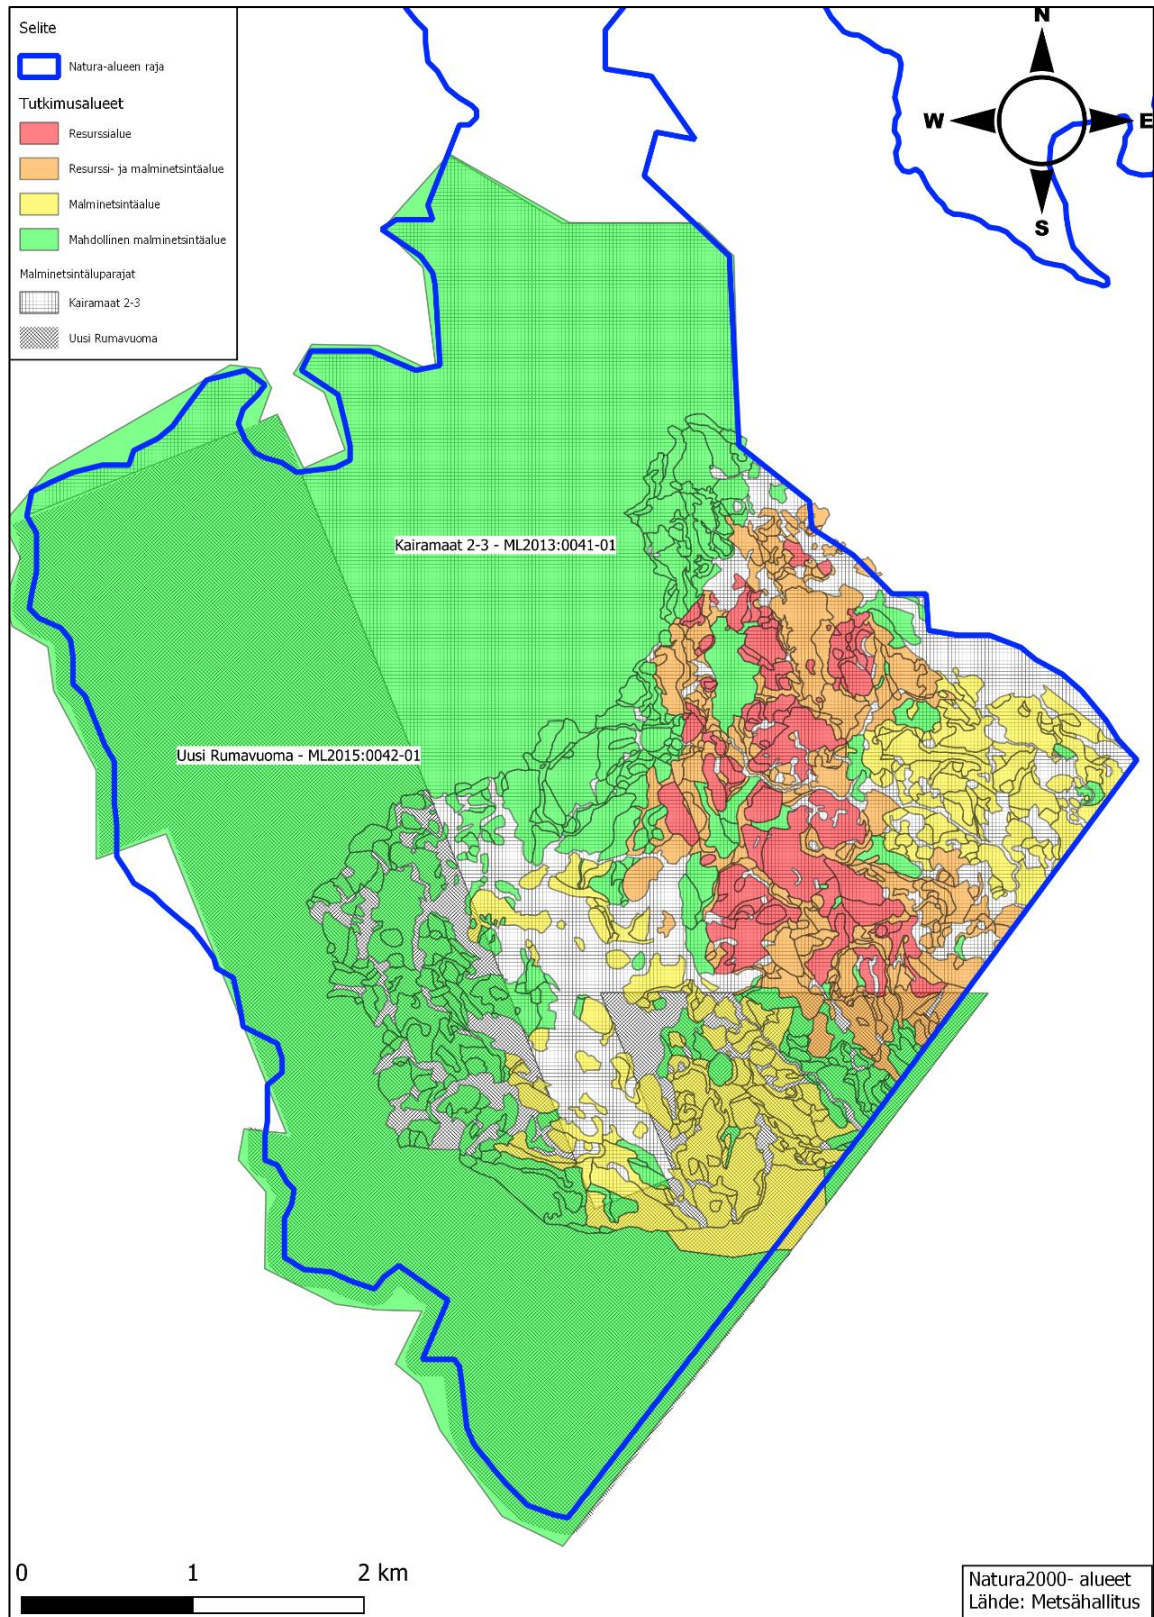 Selite
Natura-alueen raja
Tutkimusalueet
Resurssialue
Resurssi- ja malminetsintäalue
Malminetsintäalue
Mahdollinen malminetsintäalue
Malminetsintäluparajat
Kairamaat 2-3
Uusi Rumavuoma
N
W
E
S
Kairamaat 2-3 - ML2013:0041-01
Uusi Rumavuoma - ML2015:0042-01
0 1 2 km
Natura2000- alueet
Lähde: Metsähallitus